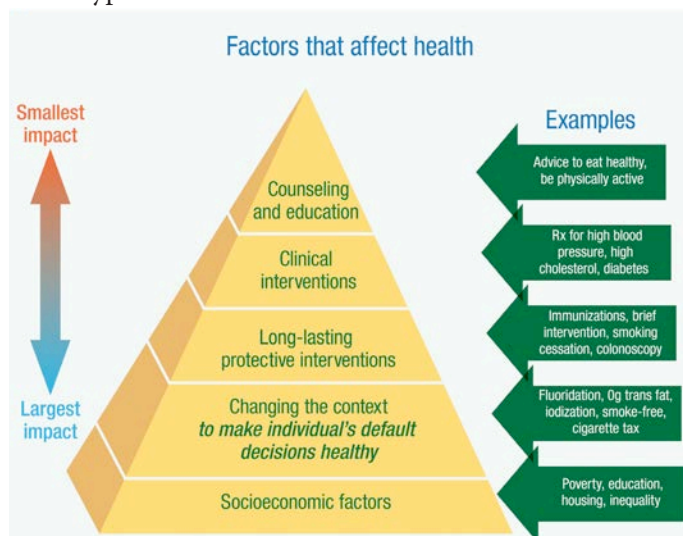 Factors that affect health
Smallest
impact
Largest
impact
Counseling
and education
Clinical
interventions
Long-lasting
protective interventions
Changing the context
to make individual's default
decisions healthy
Socioeconomic factors
Examples
Advice to eat healthy,
be physically active
Rx for high blood
pressure, high
cholesterol, diabetes
Immunizations, brief
intervention, smoking
cessation, colonoscopy
Fluoridation, 0g trans fat,
iodization, smoke-free,
cigarette tax
Poverty, education,
housing, inequality